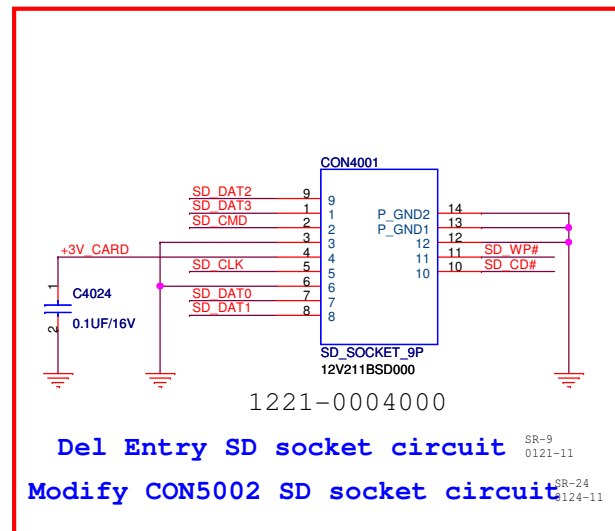 CON4001
SD_DAT2 9 9
SD_DAT3 1 1 P_GND2 14
SD_CMD 2 2 P_GND1 13
3 3 12 12
+3V_CARD 4 4 11 11 SD_WP#
SD_CLK 5 5 10 10 SD_CD#
6 6
SD_DAT0 7 7
SD_DAT1 8 8
1
C4024
0.1UF/16V
2
SD_SOCKET_9P
12V211BSD000
1221-0004000
Del Entry SD socket circuit
SR-9
0121-11
Modify CON5002 SD socket circuit
SR-24
0124-11